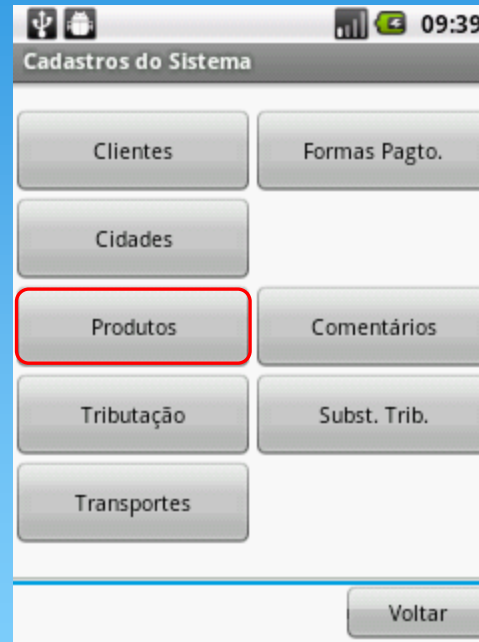 09:39
Cadastros do Sistema
Clientes
Formas Pagto.
Cidades
Produtos
Comentários
Tributação
Subst. Trib.
Transportes
Voltar